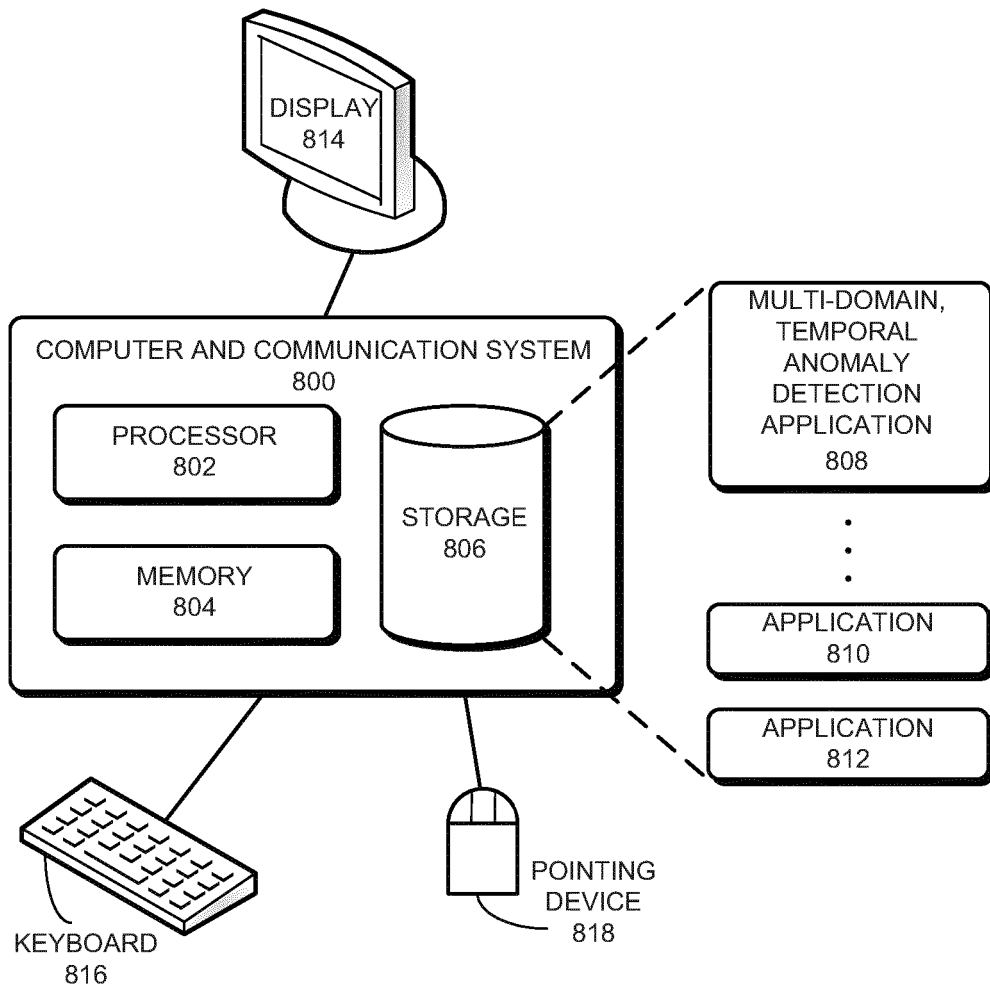 DISPLAY
814
COMPUTER AND COMMUNICATION SYSTEM
800
PROCESSOR
802
MEMORY
804
STORAGE
806
MULTI-DOMAIN,
TEMPORAL
ANOMALY
DETECTION
APPLICATION
808
APPLICATION
810
APPLICATION
812
KEYBOARD
816
POINTING
DEVICE
818